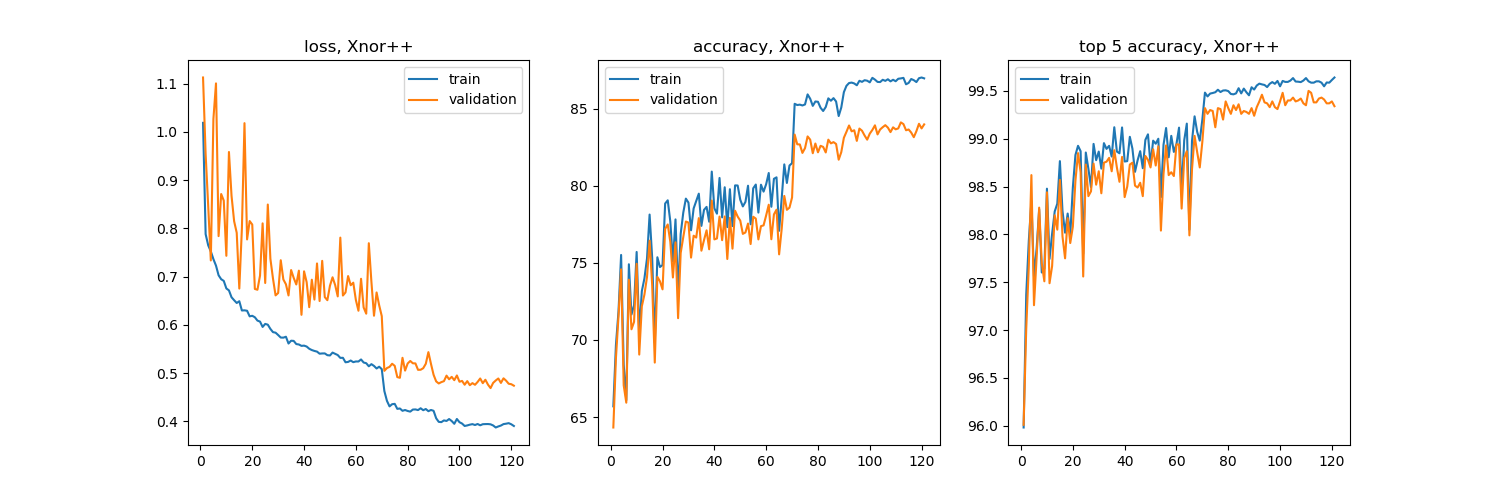 loss, Xnor++
train
validation
1.1
1.0
0.9
0.8
0.7
0.6
0.5
0.4
0 20 40 60 80 100 120
accuracy, Xnor++
train
validation
85
80
75
70
65
0 20 40 60 80 100 120
top 5 accuracy, Xnor++
train
validation
99.5
99.0
98.5
98.0
97.5
97.0
96.5
96.0
0 20 40 60 80 100 120